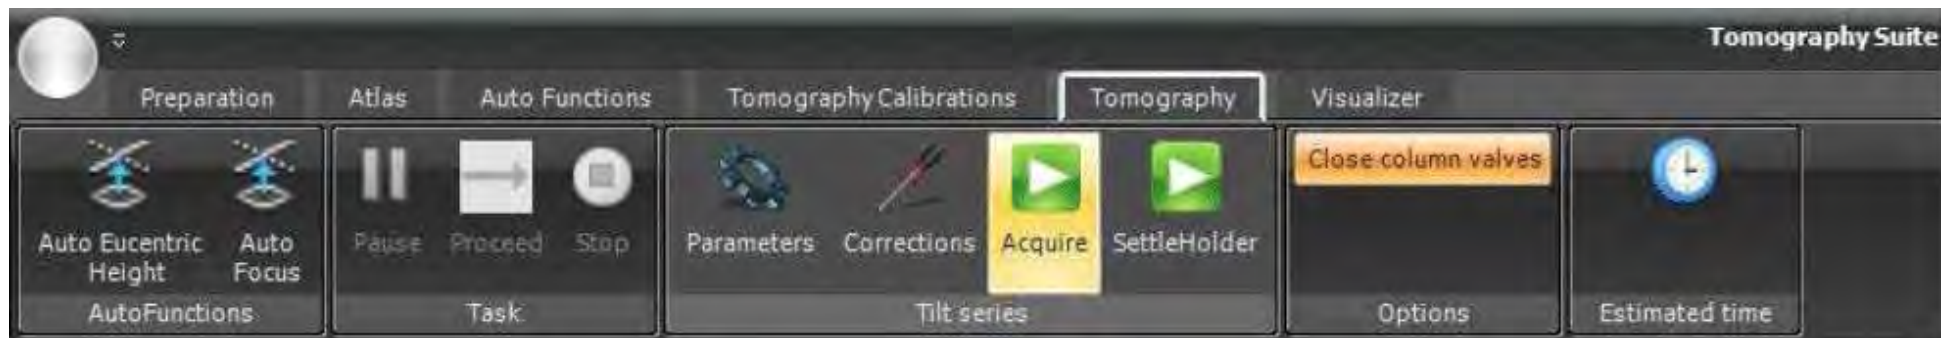 Tomography Suite
Preparation
Atlas
Auto Functions
Tomography Calibrations
Tomography
Visualizer
Auto Eucentric
Height
Auto
Focus
AutoFunctions
Pause
Proceed
Stop
Task
Parameters
Corrections
Acquire
SettleHolder
Tilt series
Close column valves
Options
Estimated time